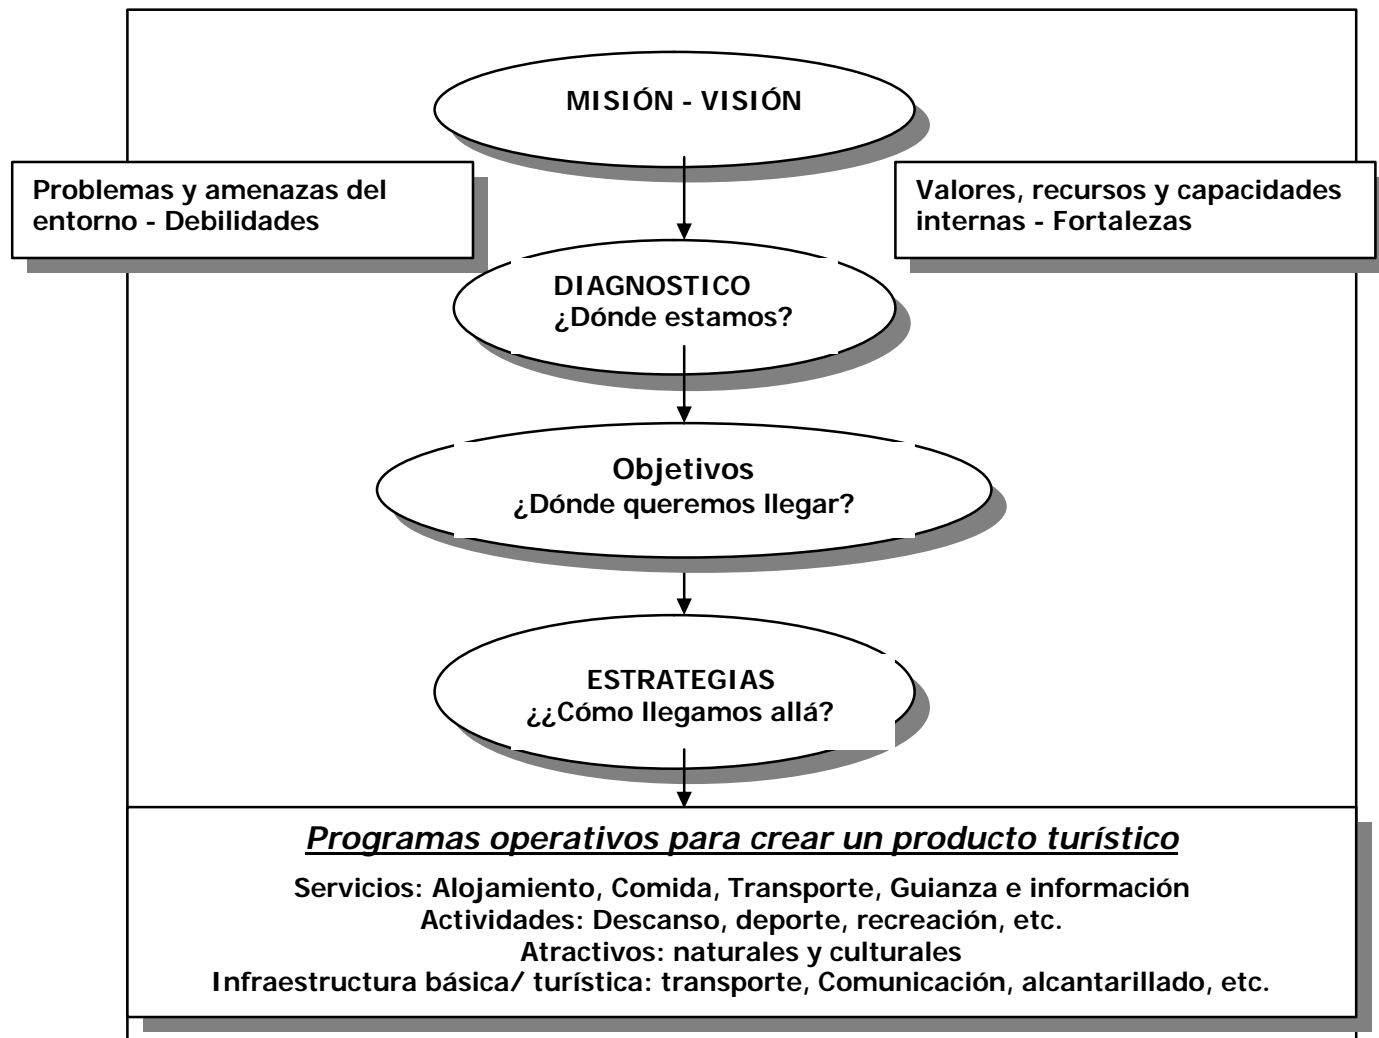 MISIÓN - VISIÓN
Problemas y amenazas del
entorno - Debilidades
Valores, recursos y capacidades
internas - Fortalezas
DIAGNOSTICO
¿Dónde estamos?
Objetivos
¿Dónde queremos llegar?
ESTRATEGIAS
¿¿Cómo llegamos allá?
Programas operativos para crear un producto turístico
Servicios: Alojamiento, Comida, Transporte, Guianza e información
Actividades: Descanso, deporte, recreación, etc.
Atractivos: naturales y culturales
Infraestructura básica/ turística: transporte, Comunicación, alcantarillado, etc.